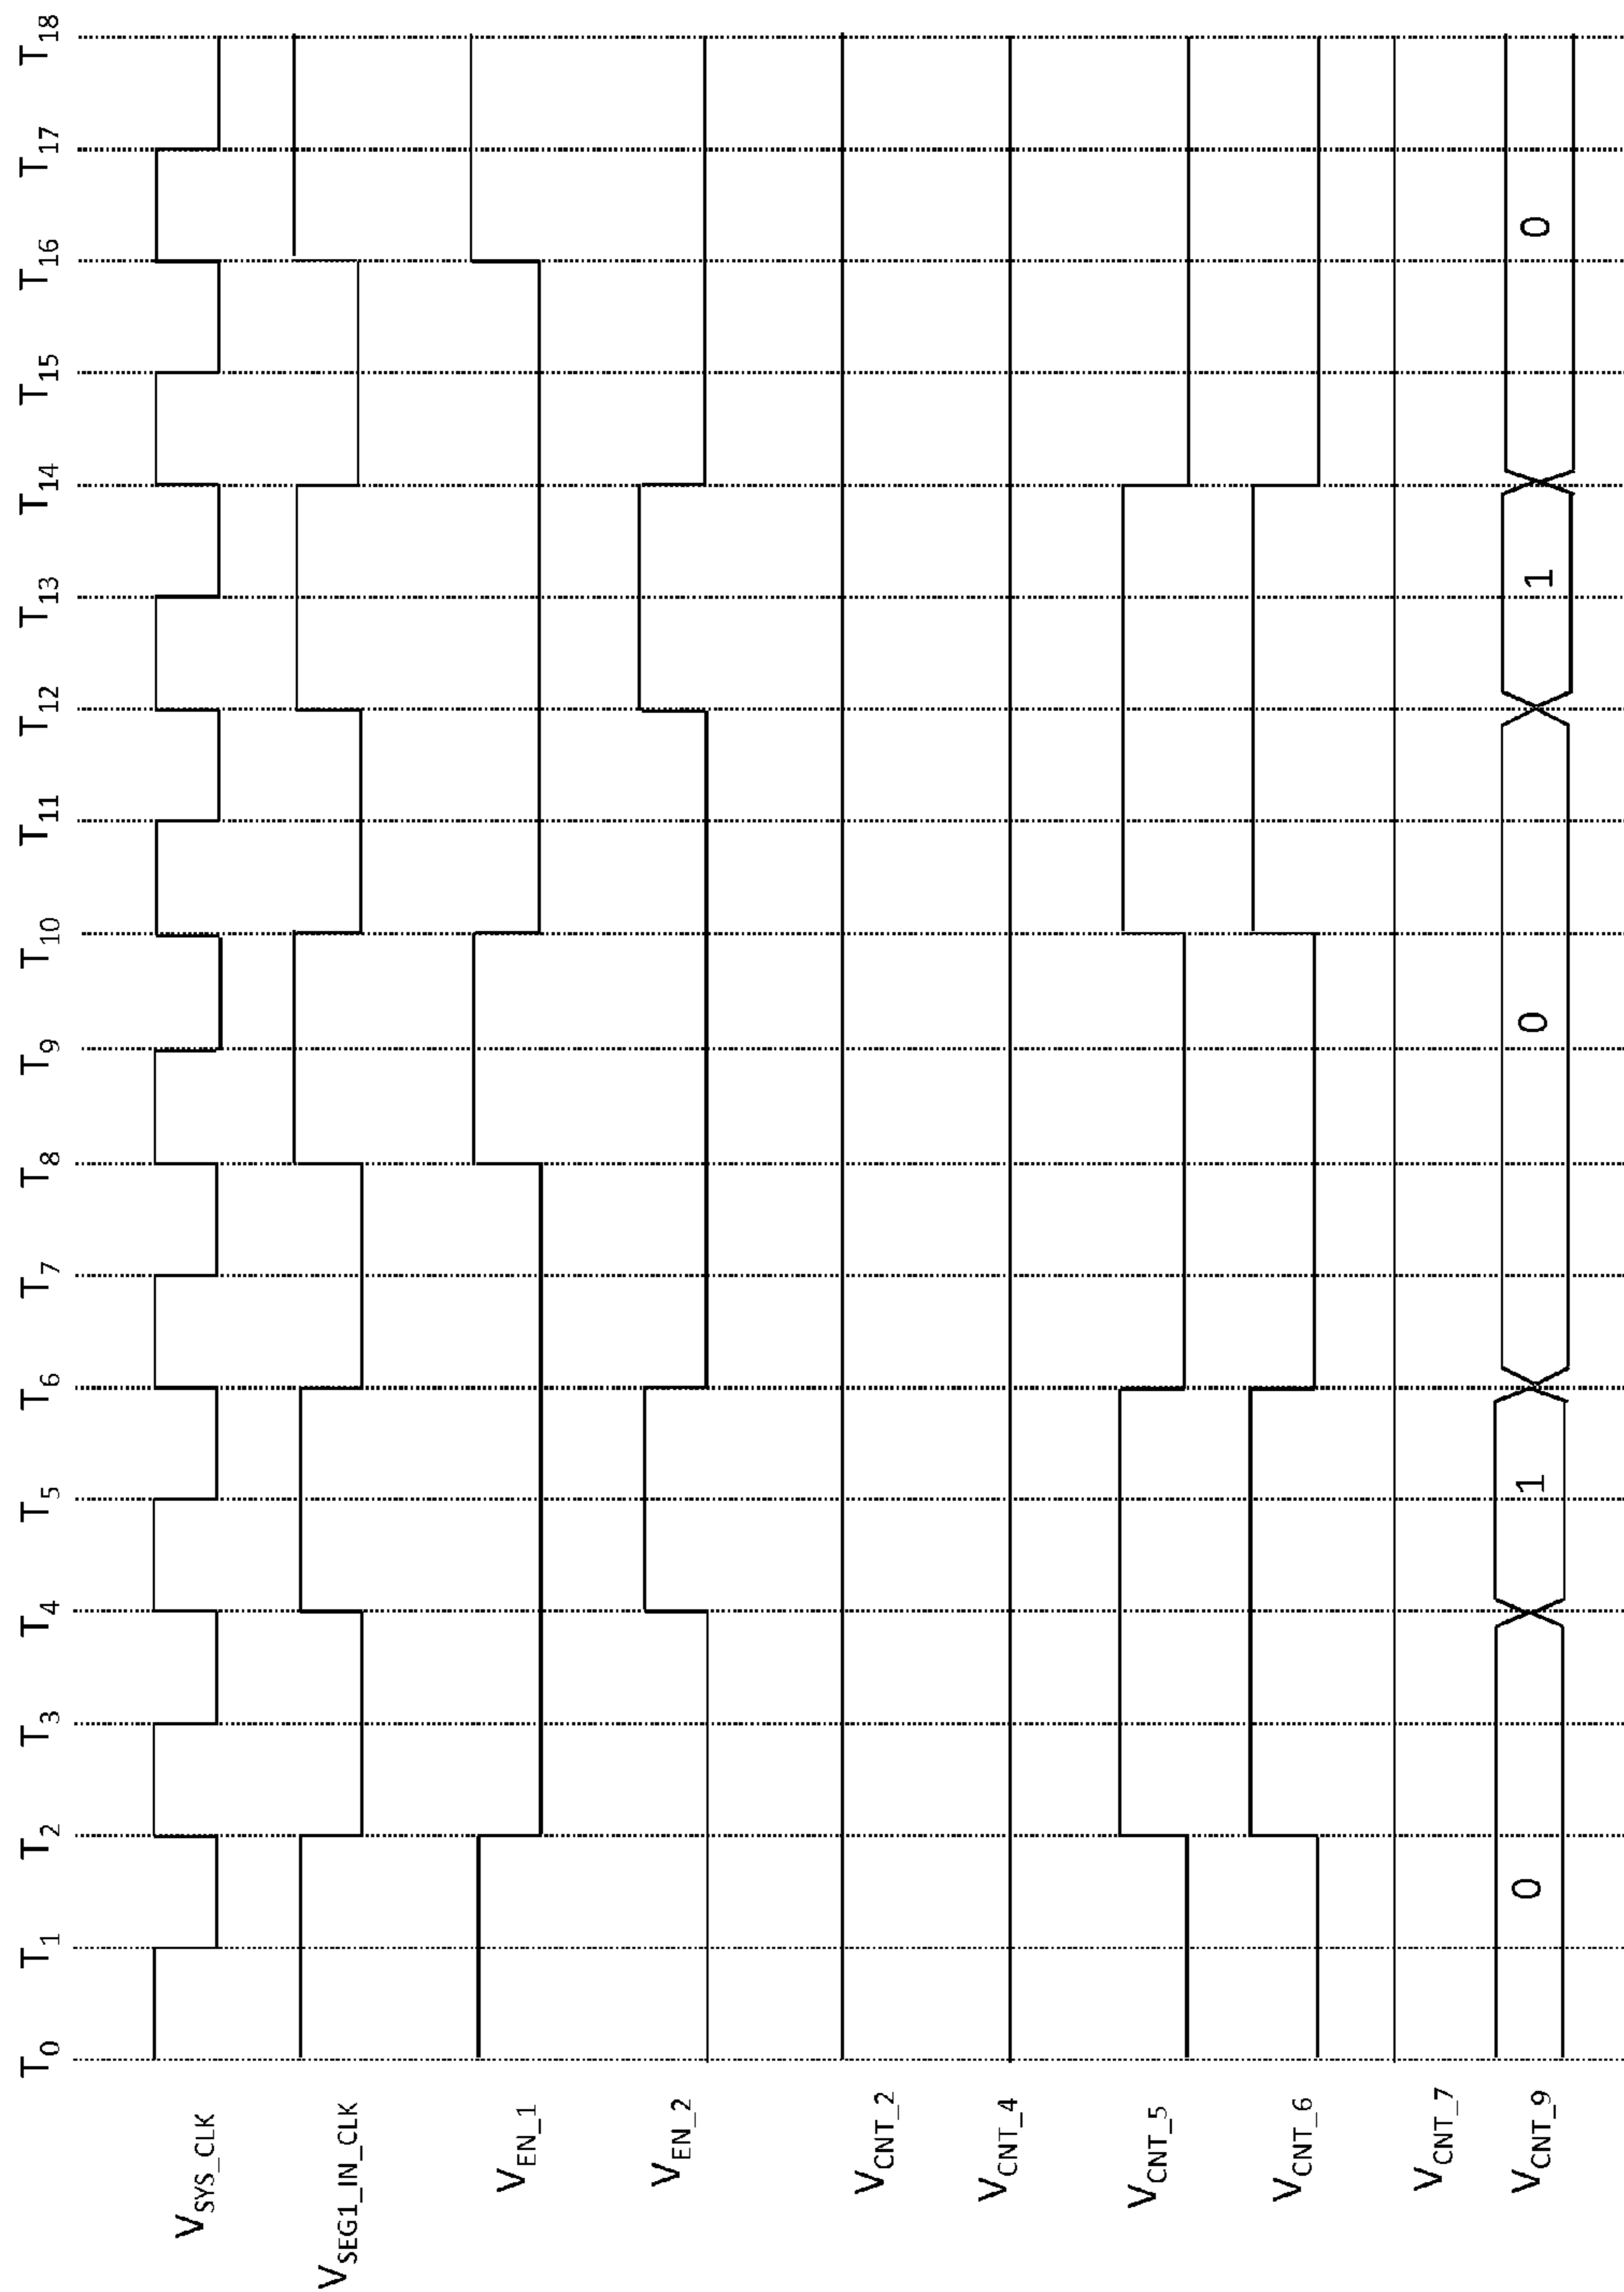 T0 T1 T2 T3 T4 T5 T6 T7 T8 T9 T10 T11 T12 T13 T14 T15 T16 T17 T18
VSYS_CLK
VSEG1_IN_CLK
VEN_1
VEN_2
VCNT_2
VCNT_4
VCNT_5
VCNT_6
VCNT_7
VCNT_9 0 1 0 1 0